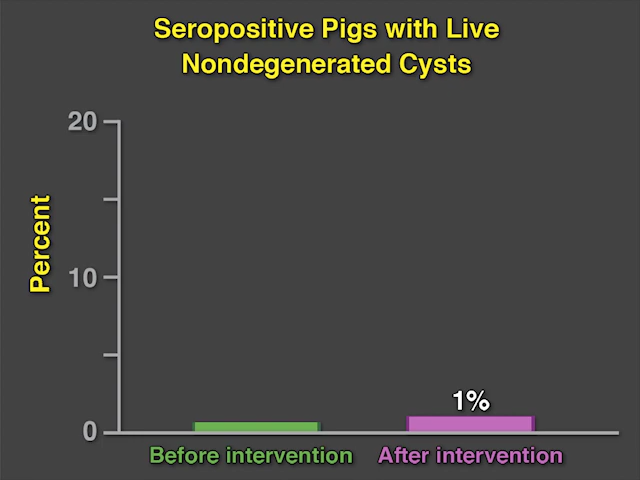 Seropositive Pigs with Live
Nondegenerated Cysts
20
Percent
10
1%
0
Before intervention After intervention